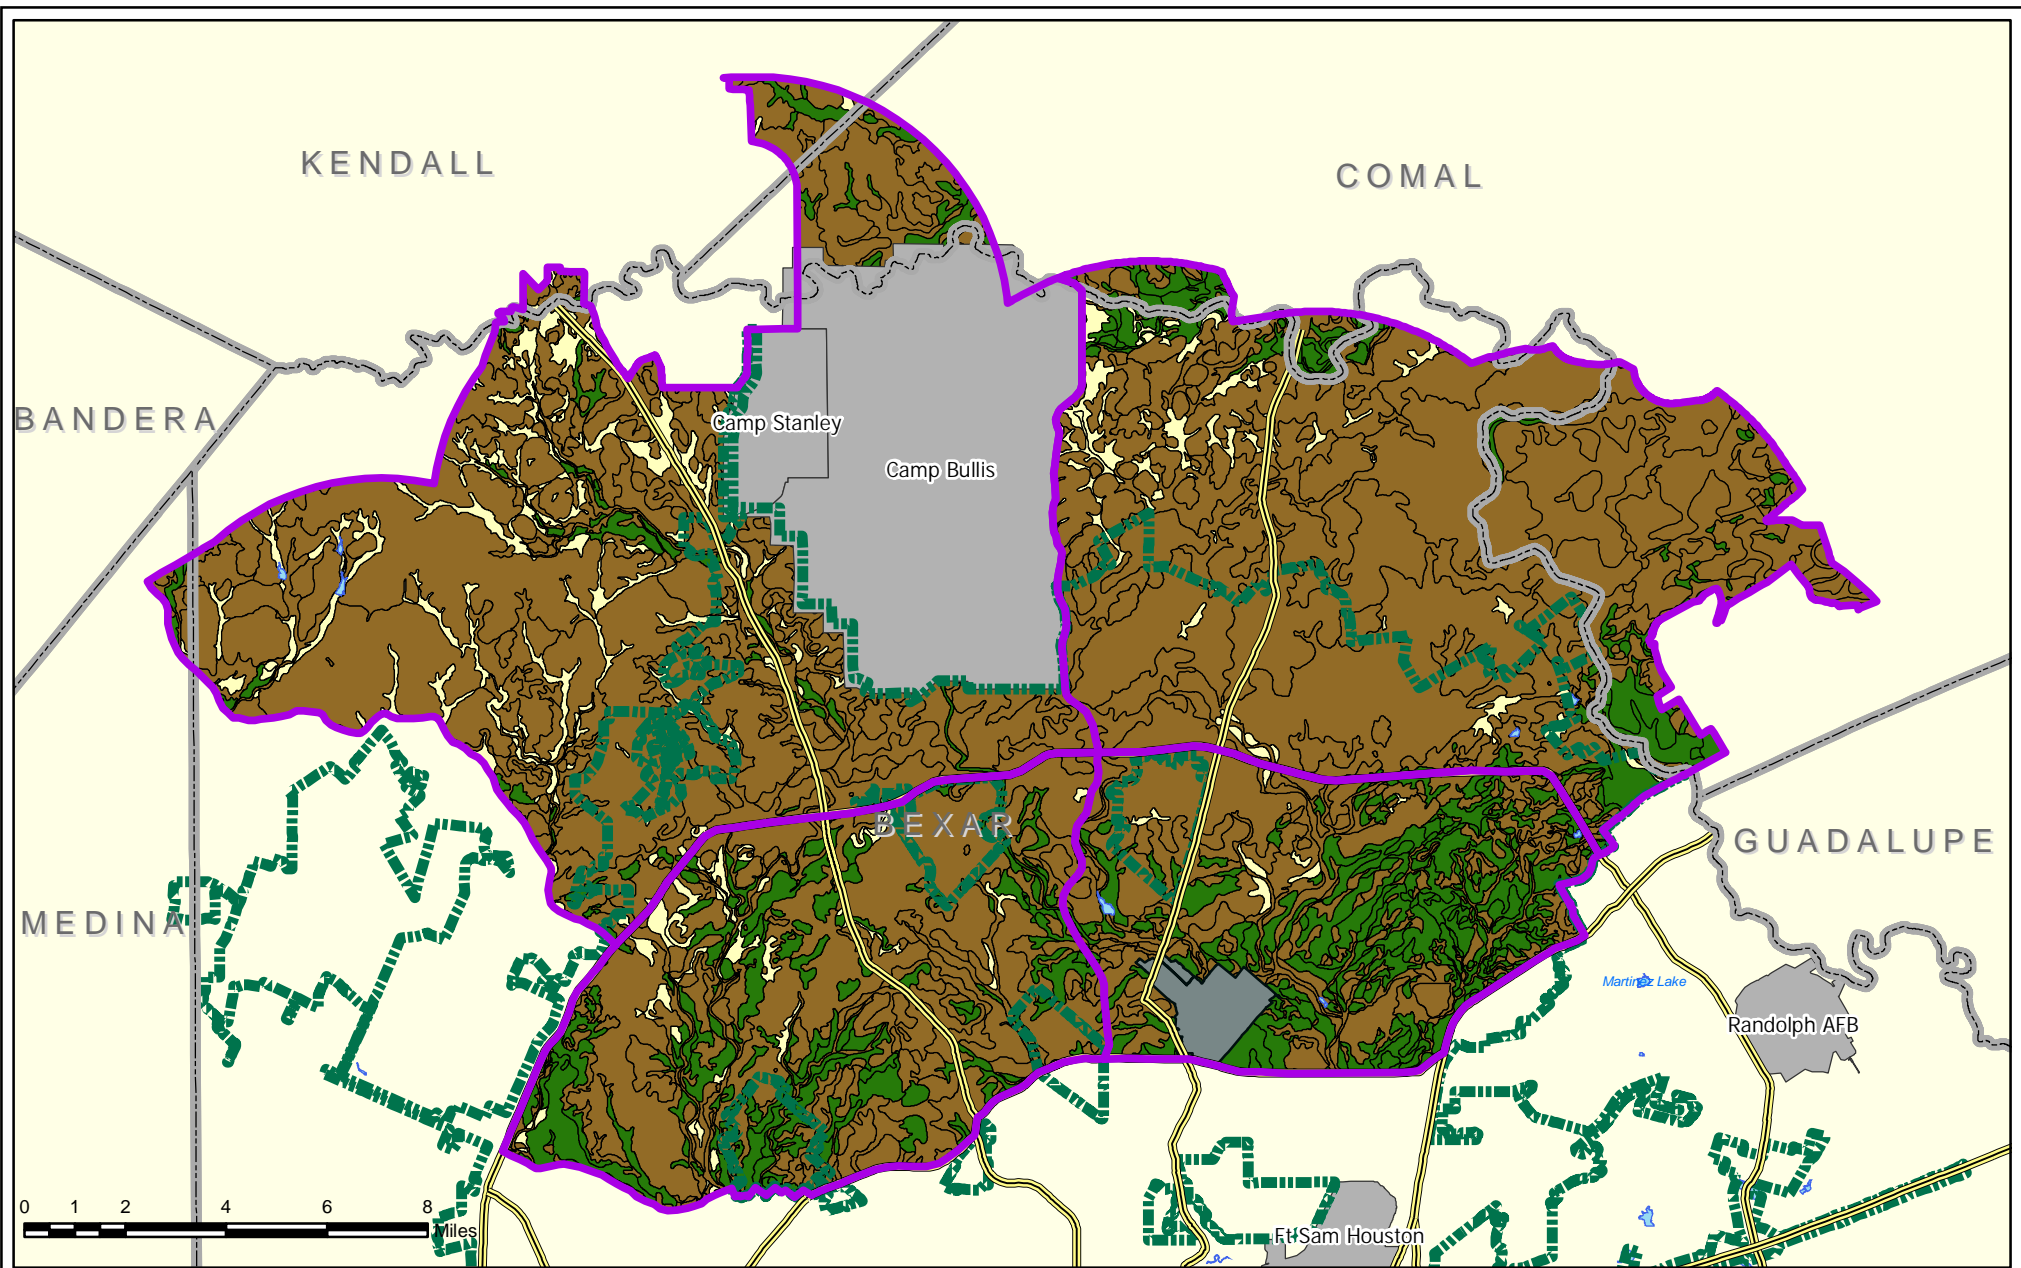 KENDALL
COMAL
BANDERA
Camp Stanley
Camp Bullis
BEXAR
GUADALUPE
MEDINA
Martinez Lake
Randolph AFB
0 1 2 4 6 8
Miles
Ft Sam Houston